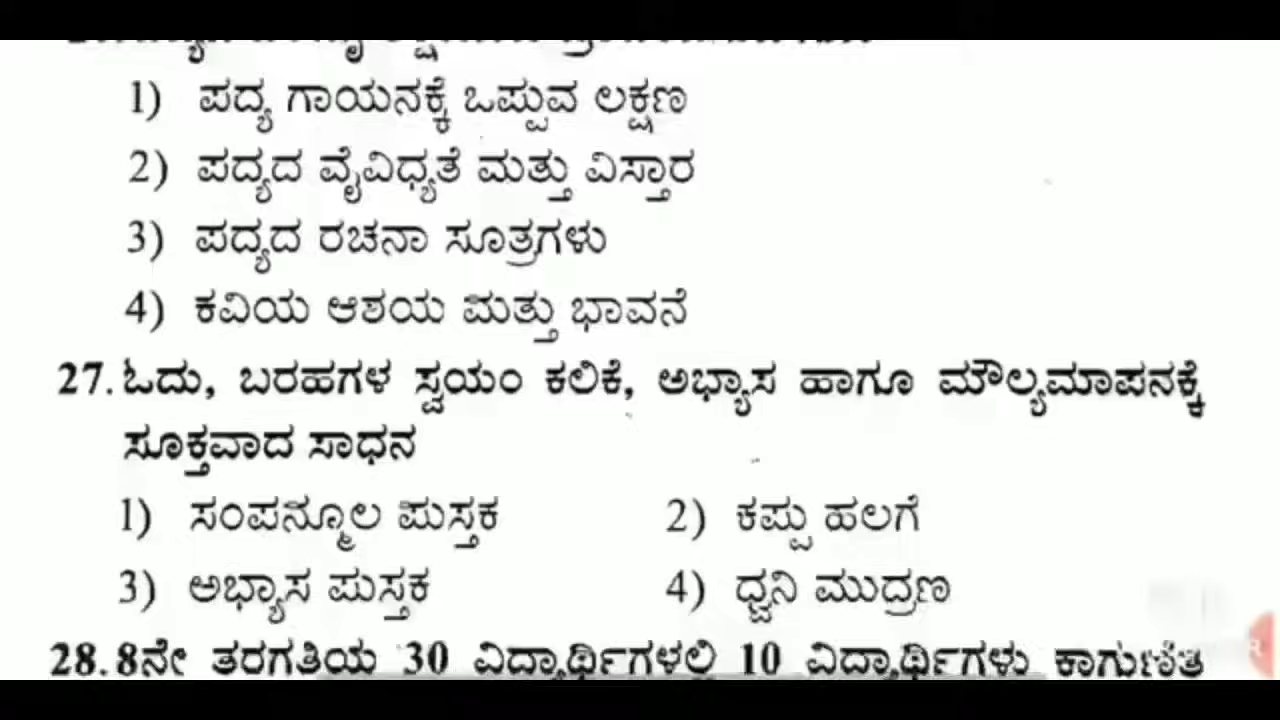 1) ಪದ್ಯ ಗಾಯನಕ್ಕೆ ಒಪ್ಪುವ ಲಕ್ಷಣ
2) ಪದ್ಯದ ವೈವಿಧ್ಯತೆ ಮತ್ತು ವಿಸ್ತಾರ
3) ಪದ್ಯದ ರಚನಾ ಸೂತ್ರಗಳು
4) ಕವಿಯ ಆಶಯ ಮತ್ತು ಭಾವನೆ
27. ಓದು, ಬರಹಗಳ ಸ್ವಯಂ ಕಲಿಕೆ, ಅಭ್ಯಾಸ ಹಾಗೂ ಮೌಲ್ಯಮಾಪನಕ್ಕೆ
ಸೂಕ್ತವಾದ ಸಾಧನ
1) ಸಂಪನ್ಮೂಲ ಪುಸ್ತಕ 2) ಕಪ್ಪು ಹಲಗೆ
3) ಅಭ್ಯಾಸ ಪುಸ್ತಕ 4) ಧ್ವನಿ ಮುದ್ರಣ
28. 8ನೇ ತರಗತಿಯ 30 ವಿದ್ಯಾರ್ಥಿಗಳಲ್ಲಿ 10 ವಿದ್ಯಾರ್ಥಿಗಳು ಕಾಗುಣಿತ